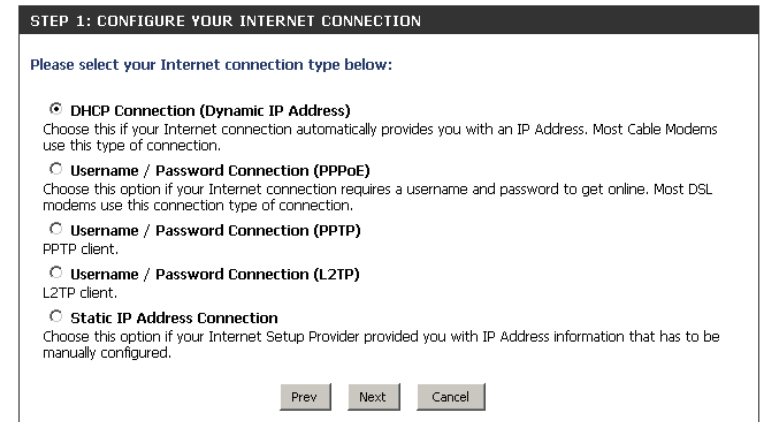 STEP 1: CONFIGURE YOUR INTERNET CONNECTION
Please select your Internet connection type below:
DHCP Connection (Dynamic IP Address)
Choose this if your Internet connection automatically provides you with an IP Address. Most Cable Modems
use this type of connection.
Username / Password Connection (PPPoE)
Choose this option if your Internet connection requires a username and password to get online. Most DSL
modems use this connection type of connection.
Username / Password Connection (PPTP)
PPTP client.
Username / Password Connection (L2TP)
L2TP client.
Static IP Address Connection
Choose this option if your Internet Setup Provider provided you with IP Address information that has to be
manually configured.
Prev Next Cancel